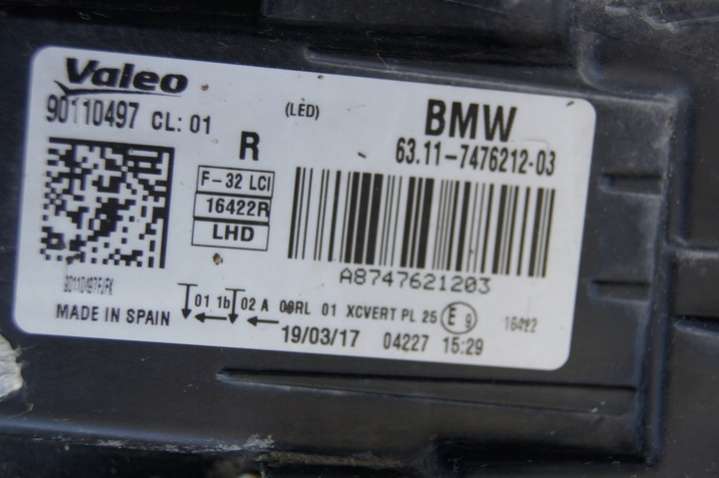 Valeo
90110497 CL: 01
(LED)
R
BMW
63.11-7476212-03
F-32 LCI
16422R
LHD
A8747621203
MADE IN SPAIN
01 1b 02 A 00RL 01 XCVERT PL 25 E 9 16422
19/03/17 04227 15:29